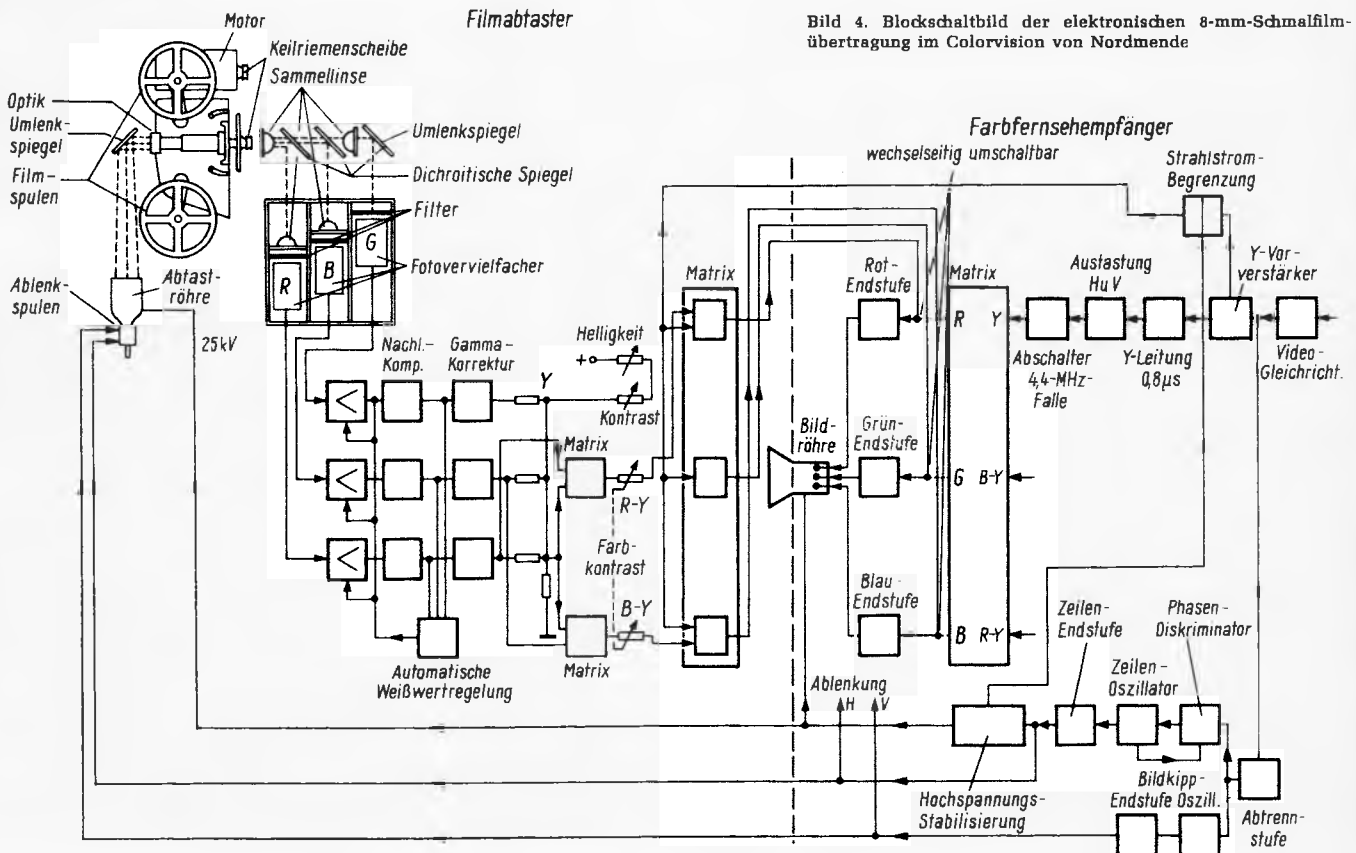 Filmabtaster
Bild 4. Blockschaltbild der elektronischen 8-mm-Schmalfilm-
übertragung im Colorvision von Nordmende
Motor
Keilriemenscheibe
Sammellinse
Optik
Umlenk-
spiegel
Film-
spulen
Umlenkspiegel
Dichroitische Spiegel
Filter
Fotovervielfacher
R
B
G
Ablenk-
spulen
Abtast-
röhre
25kV
Nachl.-
Komp.
Gamma-
Korrektur
Y
Helligkeit
+
Kontrast
Matrix
R-Y
Farb-
kontrast
B-Y
Matrix
Automatische
Weißwertregelung
Matrix
Farbfernsehempfänger
wechselseitig umschaltbar
Strahlstrom-
Begrenzung
Rot-
Endstufe
Matrix
Austastung
HuV
Y-Vor-
verstärker
R
Y
Abschalter
4,4-MHz-
Falle
Y-Leitung
0,8µs
Video-
Gleichricht.
Bild-
röhre
Grün-
Endstufe
G
B-Y
Blau-
Endstufe
B
R-Y
Zeilen-
Endstufe
Phasen-
Diskriminator
Zeilen-
Oszillator
Ablenkung
H
V
Hochspannungs-
Stabilisierung
Bildkipp-
Endstufe Oszill.
Abtrenn-
stufe